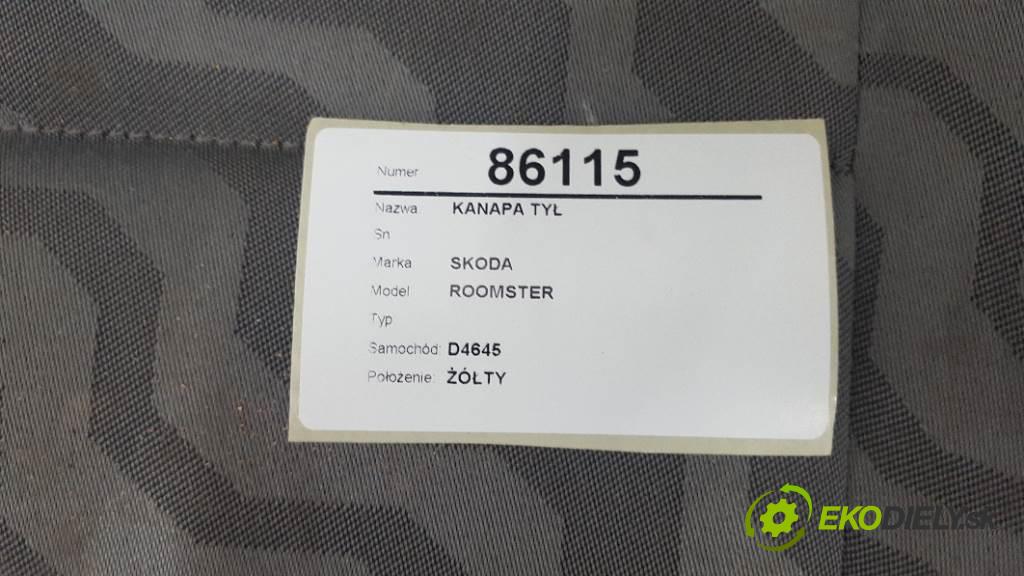 Numer 86115
Nazwa KANAPA TYŁ
Sn
Marka SKODA
Model ROOMSTER
Typ
Samochód: D4645
Położenie: ŻÓŁTY
EKODIELY.sk